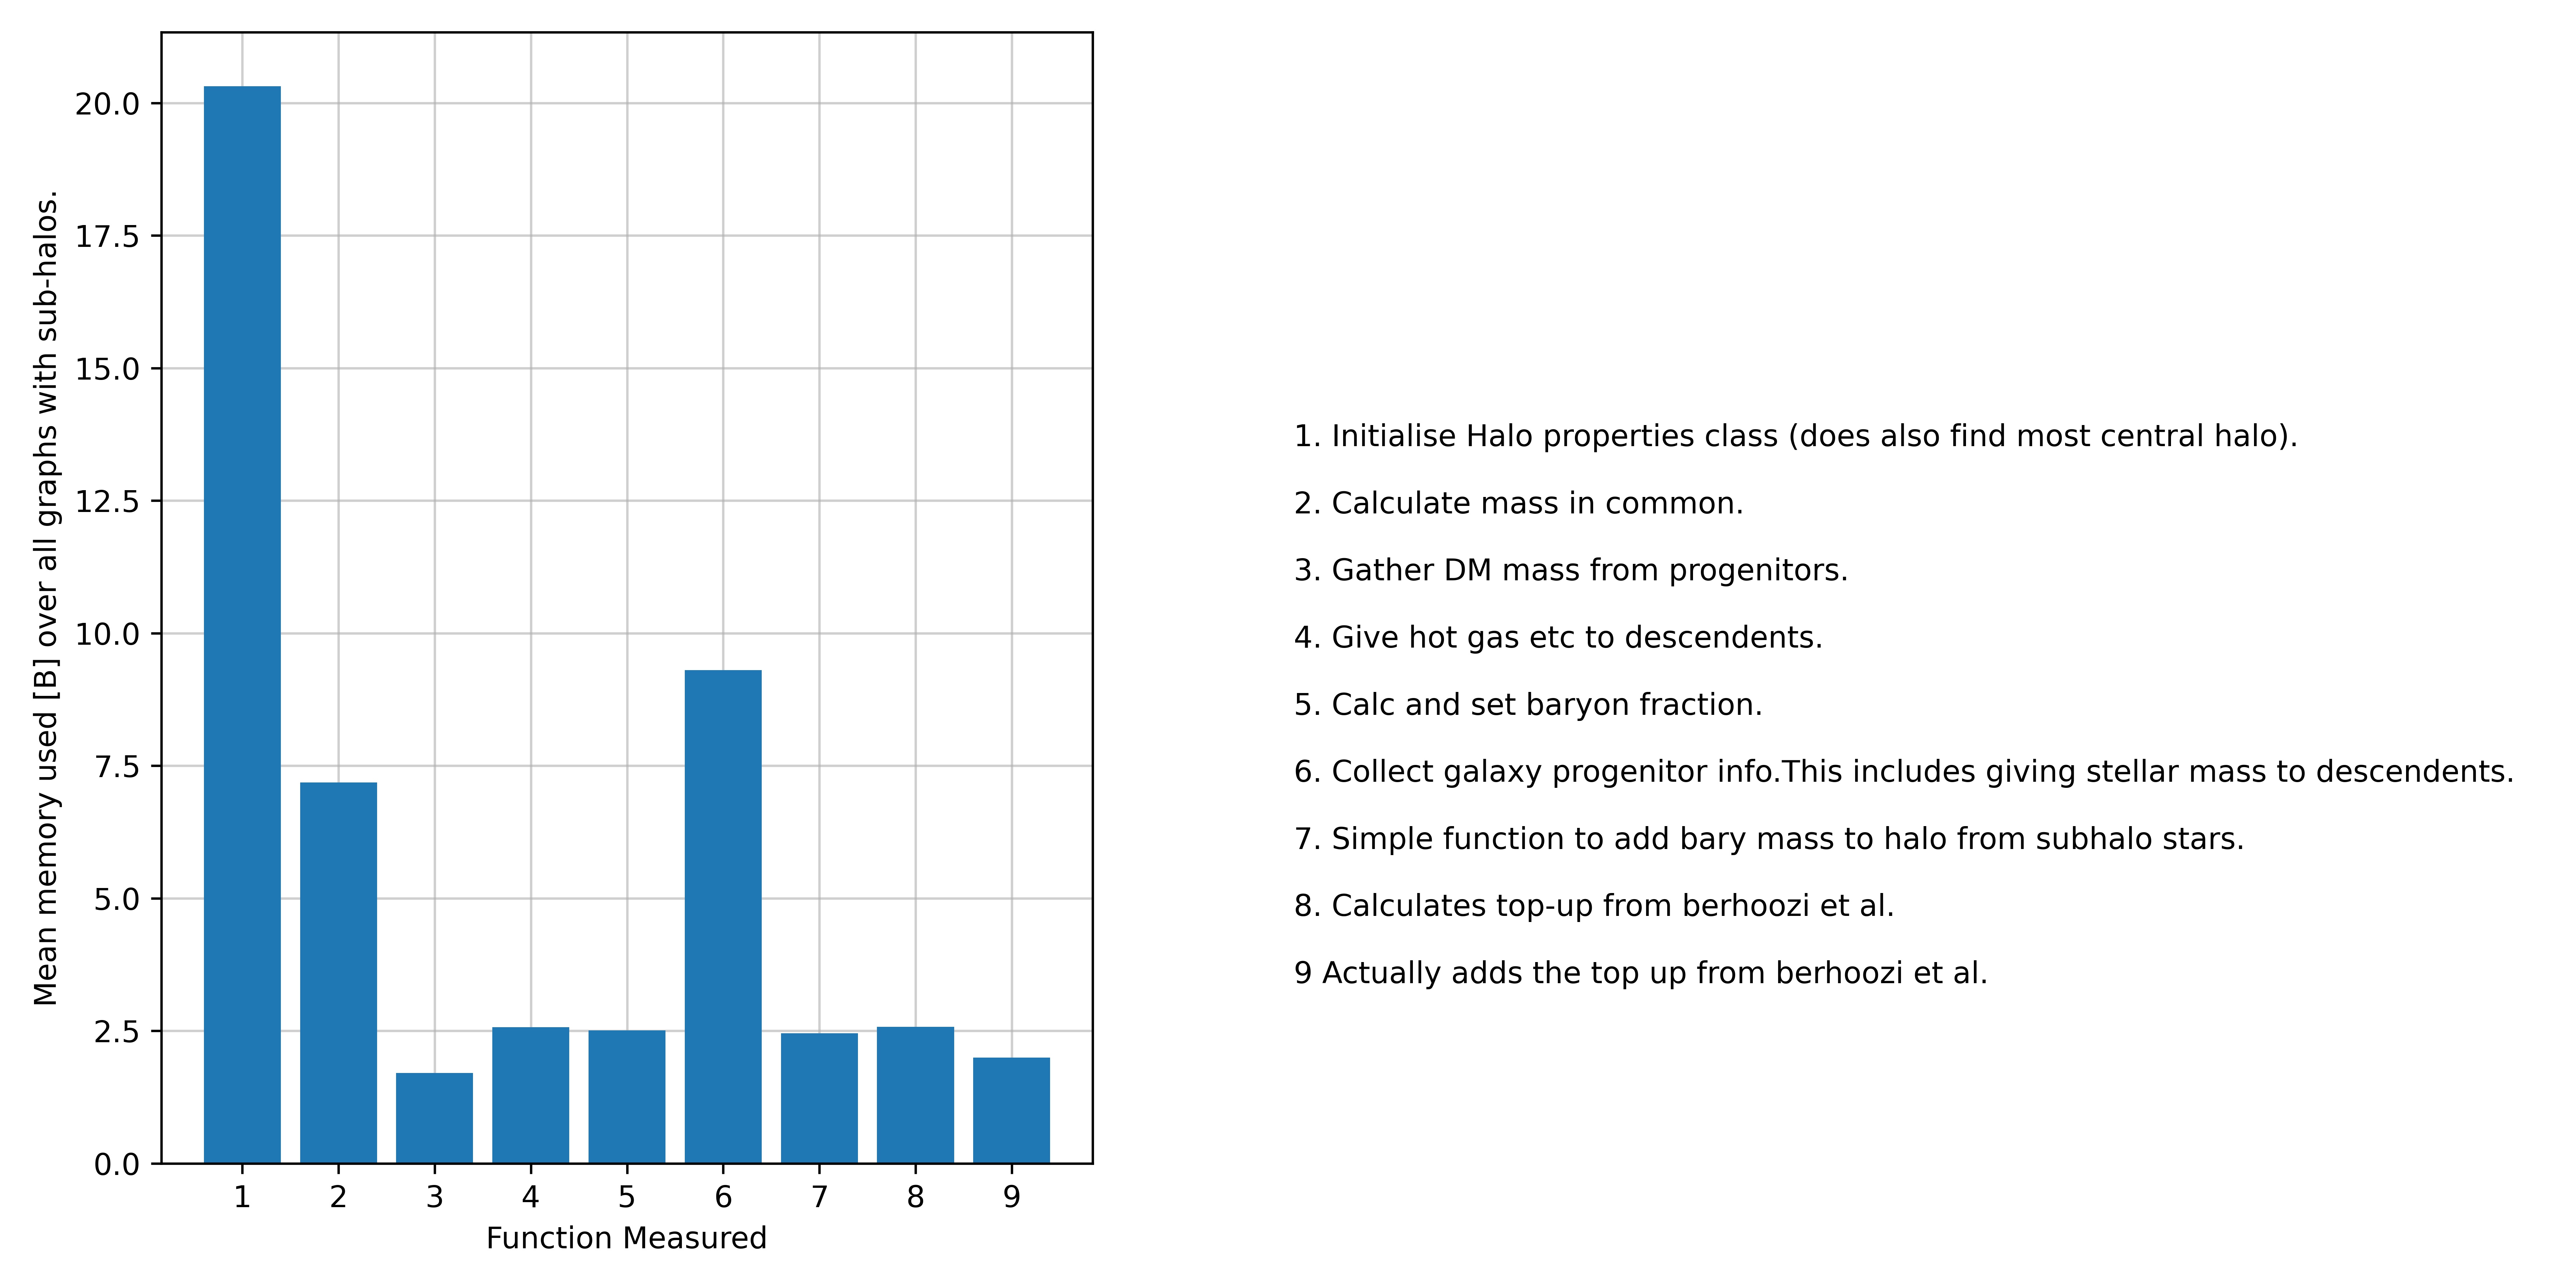 Mean memory used [B] over all graphs with sub-halos.
20.0
17.5
15.0
12.5
10.0
7.5
5.0
2.5
0.0
1 2 3 4 5 6 7 8 9
Function Measured
1. Initialise Halo properties class (does also find most central halo).
2. Calculate mass in common.
3. Gather DM mass from progenitors.
4. Give hot gas etc to descendents.
5. Calc and set baryon fraction.
6. Collect galaxy progenitor info.This includes giving stellar mass to descendents.
7. Simple function to add bary mass to halo from subhalo stars.
8. Calculates top-up from berhoozi et al.
9 Actually adds the top up from berhoozi et al.